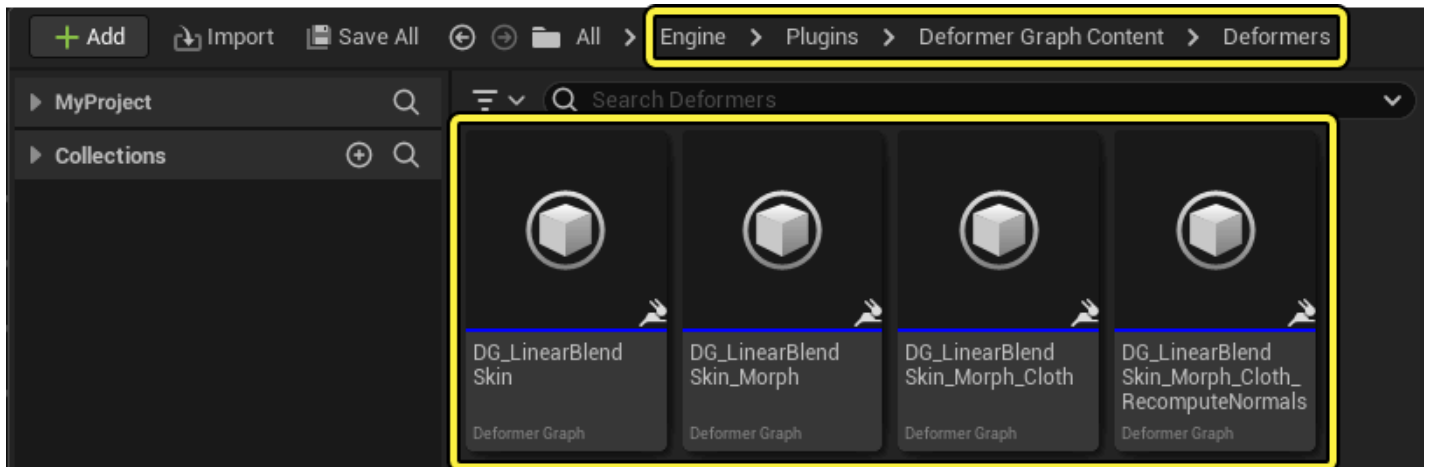 Add Import Save All All Engine Plugins Deformer Graph Content Deformers
MyProject
Search Deformers
Collections
DG_LinearBlend
Skin
Deformer Graph
DG_LinearBlend
Skin_Morph
Deformer Graph
DG_LinearBlend
Skin_Morph_Cloth
Deformer Graph
DG_LinearBlend
Skin_Morph_Cloth_
RecomputeNormals
Deformer Graph